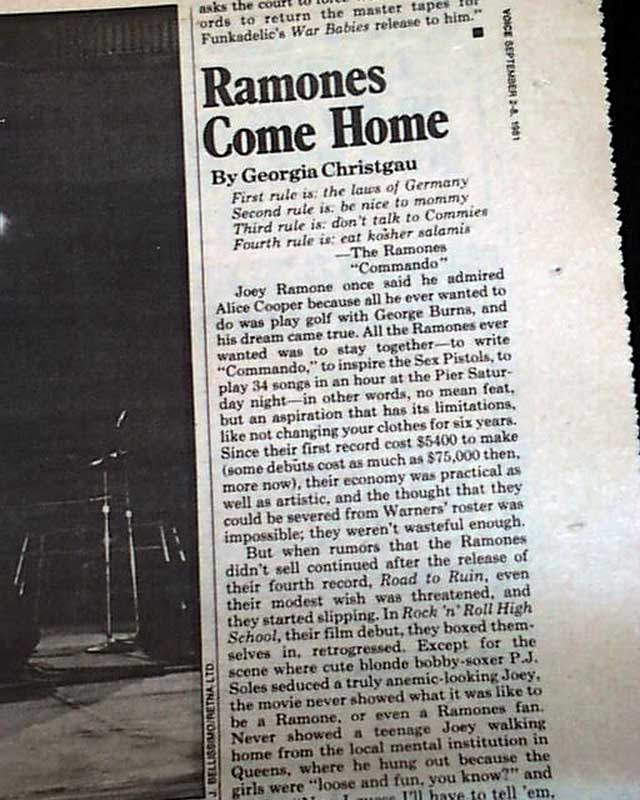 asks the court to force
ords to return the master tapes for
Funkadelic's War Babies release to him."
VOICE SEPTEMBER 2-8, 1981
Ramones
Come Home
By Georgia Christgau
First rule is: the laws of Germany
Second rule is: be nice to mommy
Third rule is: don't talk to Commies
Fourth rule is: eat kosher salamis
—The Ramones
"Commando"
Joey Ramone once said he admired
Alice Cooper because all he ever wanted to
do was play golf with George Burns, and
his dream came true. All the Ramones ever
wanted was to stay together—to write
"Commando," to inspire the Sex Pistols, to
play 34 songs in an hour at the Pier Satur-
day night—in other words, no mean feat,
but an aspiration that has its limitations,
like not changing your clothes for six years.
Since their first record cost $5400 to make
(some debuts cost as much as $75,000 then,
more now), their economy was practical as
well as artistic, and the thought that they
could be severed from Warners' roster was
impossible; they weren't wasteful enough.
But when rumors that the Ramones
didn't sell continued after the release of
their fourth record, Road to Ruin, even
their modest wish was threatened, and
they started slipping. In Rock 'n' Roll High
School, their film debut, they boxed them-
selves in, retrogressed. Except for the
scene where cute blonde bobby-soxer P.J.
Soles seduced a truly anemic-looking Joey,
the movie never showed what it was like to
be a Ramone, or even a Ramones fan.
Never showed a teenage Joey walking
home from the local mental institution in
Queens, where he hung out because the
girls were "loose and fun, you know?" and
I guess I'll have to tell 'em,
J. BELLISSIMO/RETNA LTD